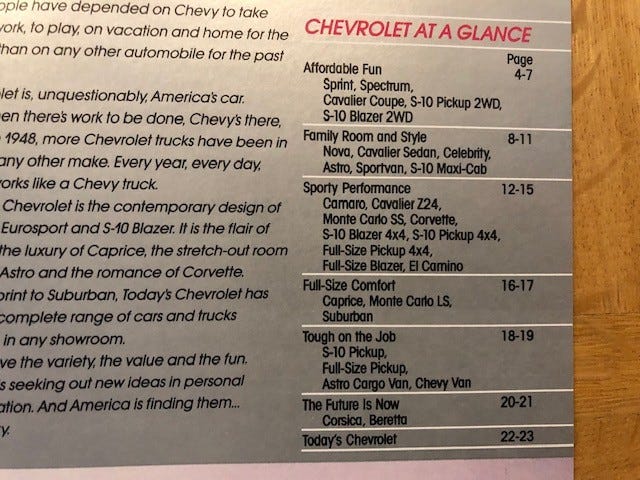 ople have depended on Chevy to take
work, to play, on vacation and home for the
than on any other automobile for the past
let is, unquestionably, America's car.
en there's work to be done, Chevy's there,
1948, more Chevrolet trucks have been in
any other make. Every year, every day,
works like a Chevy truck.
Chevrolet is the contemporary design of
Eurosport and S-10 Blazer. It is the flair of
the luxury of Caprice, the stretch-out room
Astro and the romance of Corvette.
print to Suburban, Today's Chevrolet has
complete range of cars and trucks
in any showroom.
ve the variety, the value and the fun.
s seeking out new ideas in personal
ation. And America is finding them...
y.
CHEVROLET AT A GLANCE
Page
Affordable Fun 4-7
Sprint, Spectrum,
Cavalier Coupe, S-10 Pickup 2WD,
S-10 Blazer 2WD
Family Room and Style 8-11
Nova, Cavalier Sedan, Celebrity,
Astro, Sportvan, S-10 Maxi-Cab
Sporty Performance 12-15
Camaro, Cavalier Z24,
Monte Carlo SS, Corvette,
S-10 Blazer 4x4, S-10 Pickup 4x4,
Full-Size Pickup 4x4,
Full-Size Blazer, El Camino
Full-Size Comfort 16-17
Caprice, Monte Carlo LS,
Suburban
Tough on the Job 18-19
S-10 Pickup,
Full-Size Pickup,
Astro Cargo Van, Chevy Van
The Future Is Now 20-21
Corsica, Beretta
Today's Chevrolet 22-23